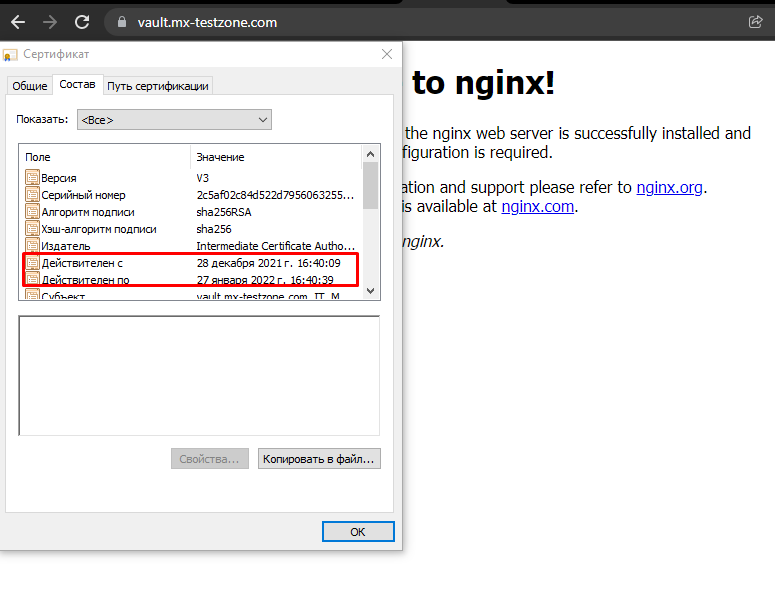 vault.mx-testzone.com
Сертификат
Общие Состав Путь сертификации
Показать: <Все>
Поле Значение
Версия V3
Серийный номер 2c5af02c84d522d7956063255...
Алгоритм подписи sha256RSA
Хэш-алгоритм подписи sha256
Издатель Intermediate Certificate Autho...
Действителен с 28 декабря 2021 г. 16:40:09
Действителен по 27 января 2022 г. 16:40:39
Субъект vault.mx-testzone.com, IT, M
Свойства... Копировать в файл...
OK
to nginx!
the nginx web server is successfully installed and
figuration is required.
ation and support please refer to nginx.org.
is available at nginx.com.
nginx.